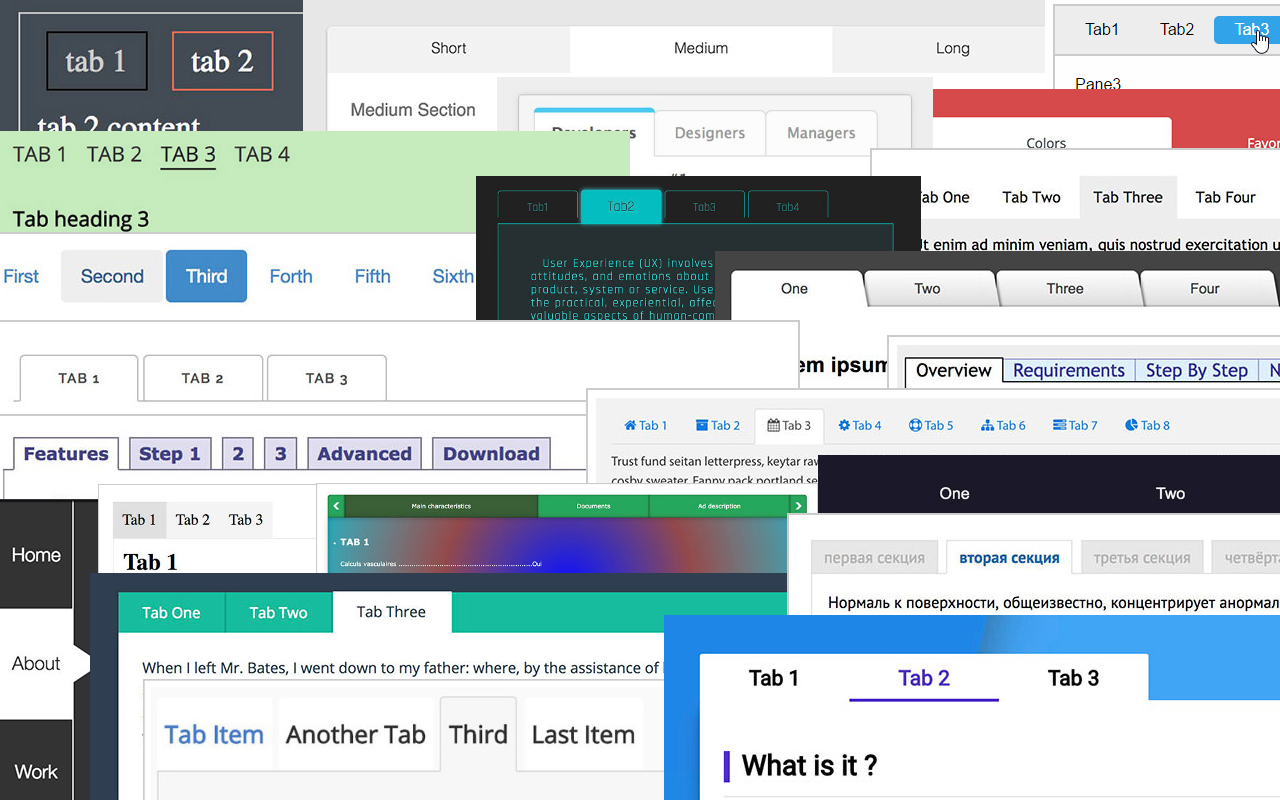 tab 1 tab 2
tab 2 content
Short Medium Long
Medium Section
Tab1 Tab2 Tab3
Pane3
Developers Designers Managers
Colors
TAB 1 TAB 2 TAB 3 TAB 4
Tab heading 3
Tab One Tab Two Tab Three Tab Four
Ut enim ad minim veniam, quis nostrud exercitation
Tab1 Tab2 Tab3 Tab4
User Experience (UX) involves
attitudes, and emotions about
product, system or service.
the practical, experiential,
valuable aspects of
First Second Third Forth Fifth Sixth
One Two Three Four
ipsum
TAB 1 TAB 2 TAB 3
Overview Requirements Step By Step
Tab 1 Tab 2 Tab 3 Tab 4 Tab 5 Tab 6 Tab 7 Tab 8
Trust fund seitan letterpress, keytar
cosby sweater. Fanny pack portland
Features Step 1 2 3 Advanced Download
One Two
Home
About
Work
Tab 1 Tab 2 Tab 3
Tab 1
Main characteristics Documents Ad description
TAB 1
Calculs vasculaires Oui
первая секция вторая секция третья секция
Нормаль к поверхности, общеизвестно, концентрирует
Tab One Tab Two Tab Three
When I left Mr. Bates, I went down to my father: where, by the assistance of
Tab Item Another Tab Third Last Item
Tab 1 Tab 2 Tab 3
What is it ?